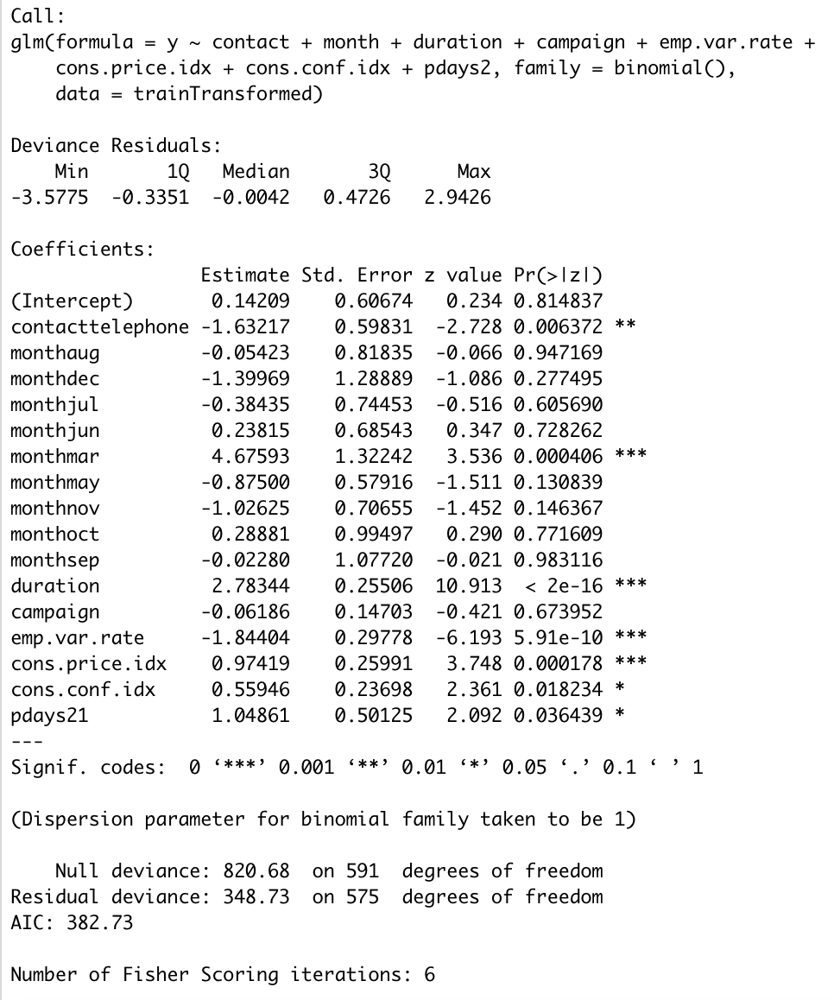 Call:
glm(formula = y ~ contact + month + duration + campaign + emp.var.rate +
    cons.price.idx + cons.conf.idx + pdays2, family = binomial(),
    data = trainTransformed)

Deviance Residuals:
    Min       1Q   Median       3Q      Max
-3.5775  -0.3351  -0.0042   0.4726   2.9426

Coefficients:
                 Estimate Std. Error z value Pr(>|z|)
(Intercept)       0.14209    0.60674   0.234 0.814837
contacttelephone -1.63217    0.59831  -2.728 0.006372 **
monthaug         -0.05423    0.81835  -0.066 0.947169
monthdec         -1.39969    1.28889  -1.086 0.277495
monthjul         -0.38435    0.74453  -0.516 0.605690
monthjun          0.23815    0.68543   0.347 0.728262
monthmar          4.67593    1.32242   3.536 0.000406 ***
monthmay         -0.87500    0.57916  -1.511 0.130839
monthnov         -1.02625    0.70655  -1.452 0.146367
monthoct          0.28881    0.99497   0.290 0.771609
monthsep         -0.02280    1.07720  -0.021 0.983116
duration          2.78344    0.25506  10.913  < 2e-16 ***
campaign         -0.06186    0.14703  -0.421 0.673952
emp.var.rate     -1.84404    0.29778  -6.193 5.91e-10 ***
cons.price.idx    0.97419    0.25991   3.748 0.000178 ***
cons.conf.idx     0.55946    0.23698   2.361 0.018234 *
pdays21           1.04861    0.50125   2.092 0.036439 *
---
Signif. codes:  0 ‘***’ 0.001 ‘**’ 0.01 ‘*’ 0.05 ‘.’ 0.1 ‘ ’ 1

(Dispersion parameter for binomial family taken to be 1)

    Null deviance: 820.68  on 591  degrees of freedom
Residual deviance: 348.73  on 575  degrees of freedom
AIC: 382.73

Number of Fisher Scoring iterations: 6